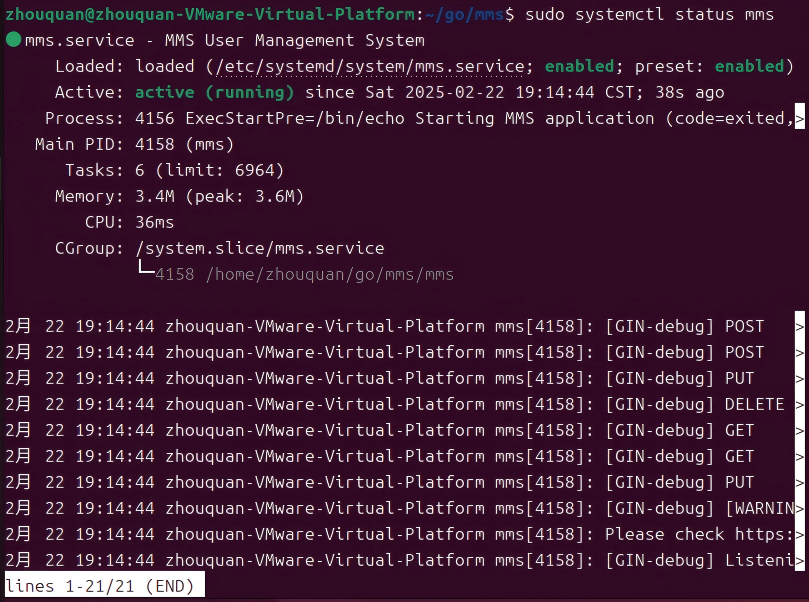 zhouquan@zhouquan-VMware-Virtual-Platform:~/go/mms$ sudo systemctl status mms
●mms.service - MMS User Management System
     Loaded: loaded (/etc/systemd/system/mms.service; enabled; preset: enabled)
     Active: active (running) since Sat 2025-02-22 19:14:44 CST; 38s ago
    Process: 4156 ExecStartPre=/bin/echo Starting MMS application (code=exited,>
   Main PID: 4158 (mms)
      Tasks: 6 (limit: 6964)
     Memory: 3.4M (peak: 3.6M)
        CPU: 36ms
     CGroup: /system.slice/mms.service
             └─4158 /home/zhouquan/go/mms/mms

2月 22 19:14:44 zhouquan-VMware-Virtual-Platform mms[4158]: [GIN-debug] POST   >
2月 22 19:14:44 zhouquan-VMware-Virtual-Platform mms[4158]: [GIN-debug] POST   >
2月 22 19:14:44 zhouquan-VMware-Virtual-Platform mms[4158]: [GIN-debug] PUT    >
2月 22 19:14:44 zhouquan-VMware-Virtual-Platform mms[4158]: [GIN-debug] DELETE >
2月 22 19:14:44 zhouquan-VMware-Virtual-Platform mms[4158]: [GIN-debug] GET    >
2月 22 19:14:44 zhouquan-VMware-Virtual-Platform mms[4158]: [GIN-debug] GET    >
2月 22 19:14:44 zhouquan-VMware-Virtual-Platform mms[4158]: [GIN-debug] PUT    >
2月 22 19:14:44 zhouquan-VMware-Virtual-Platform mms[4158]: [GIN-debug] [WARNIN>
2月 22 19:14:44 zhouquan-VMware-Virtual-Platform mms[4158]: Please check https:>
2月 22 19:14:44 zhouquan-VMware-Virtual-Platform mms[4158]: [GIN-debug] Listeni>
lines 1-21/21 (END)